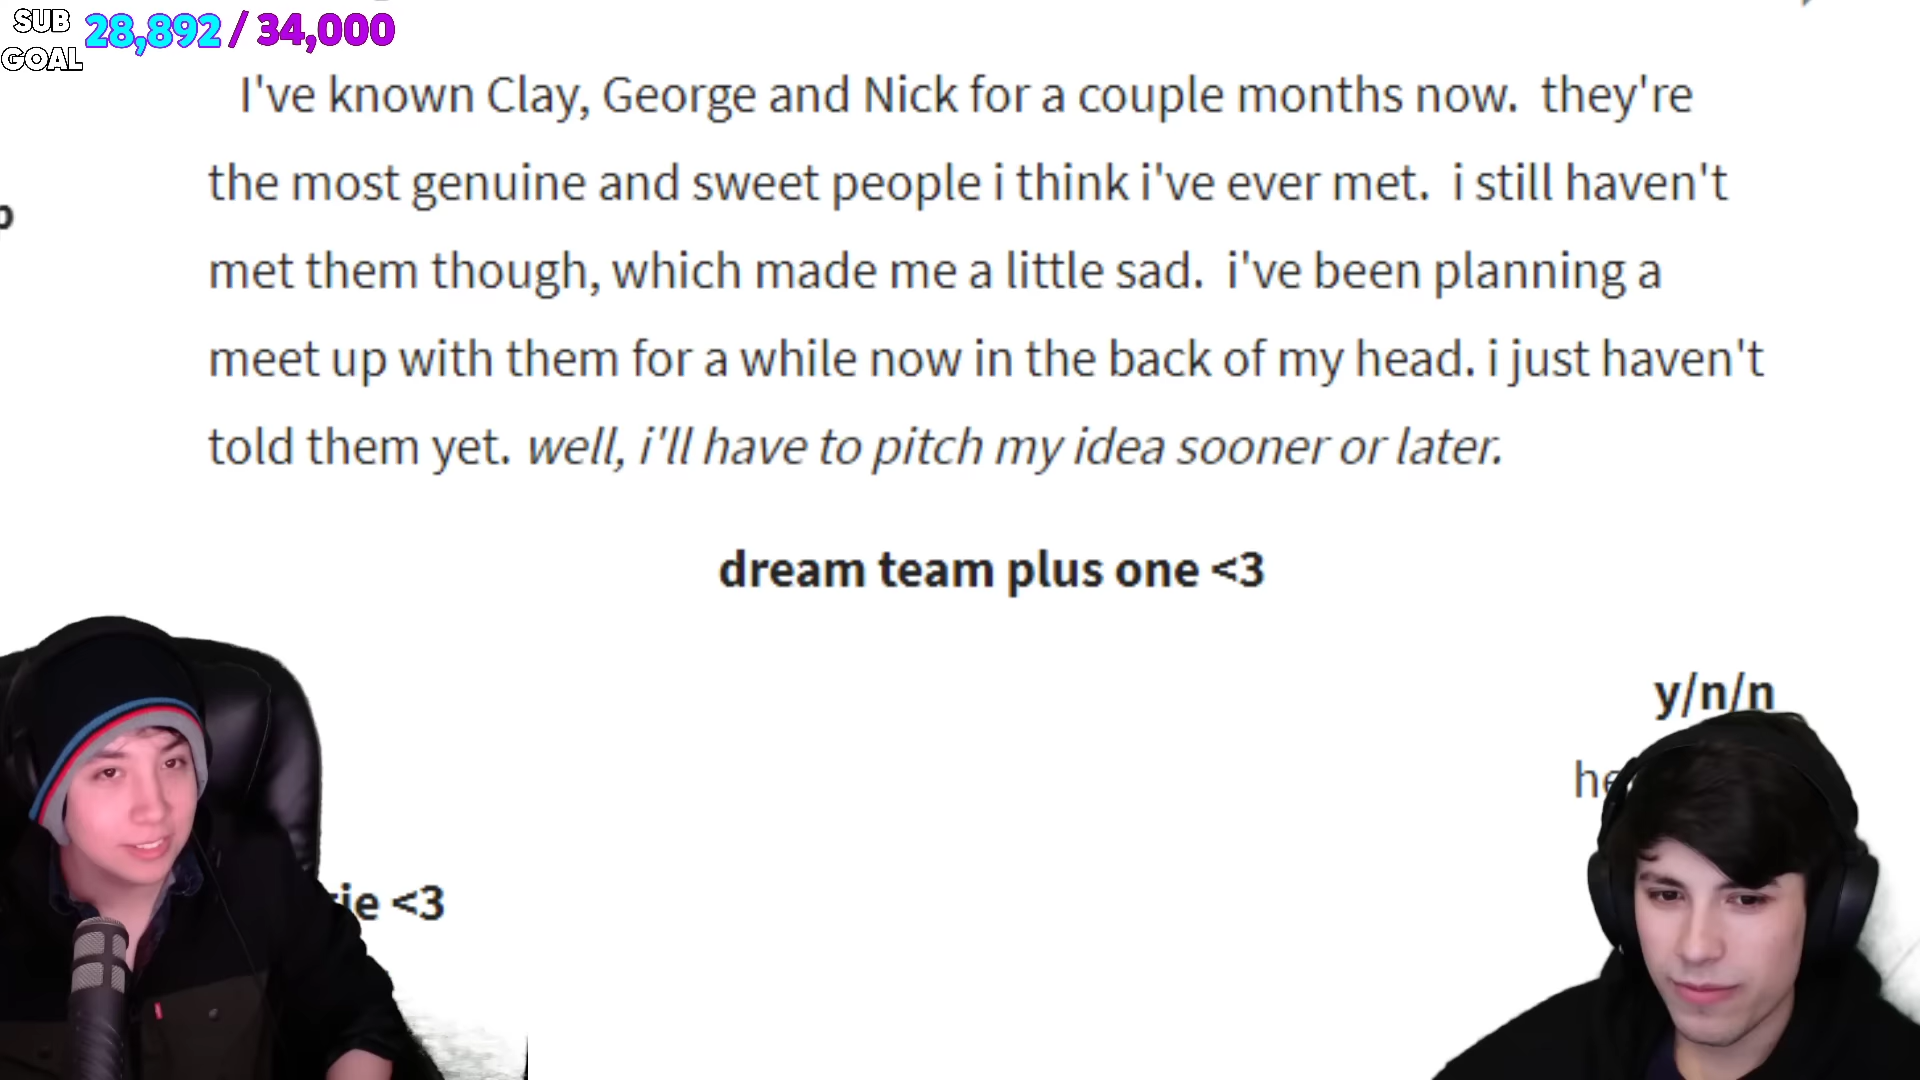 SUB
GOAL
28,892 / 34,000
I've known Clay, George and Nick for a couple months now.  they're
the most genuine and sweet people i think i've ever met.  i still haven't
met them though, which made me a little sad.  i've been planning a
meet up with them for a while now in the back of my head. i just haven't
told them yet. well, i'll have to pitch my idea sooner or later.
dream team plus one <3
y/n/n
<3